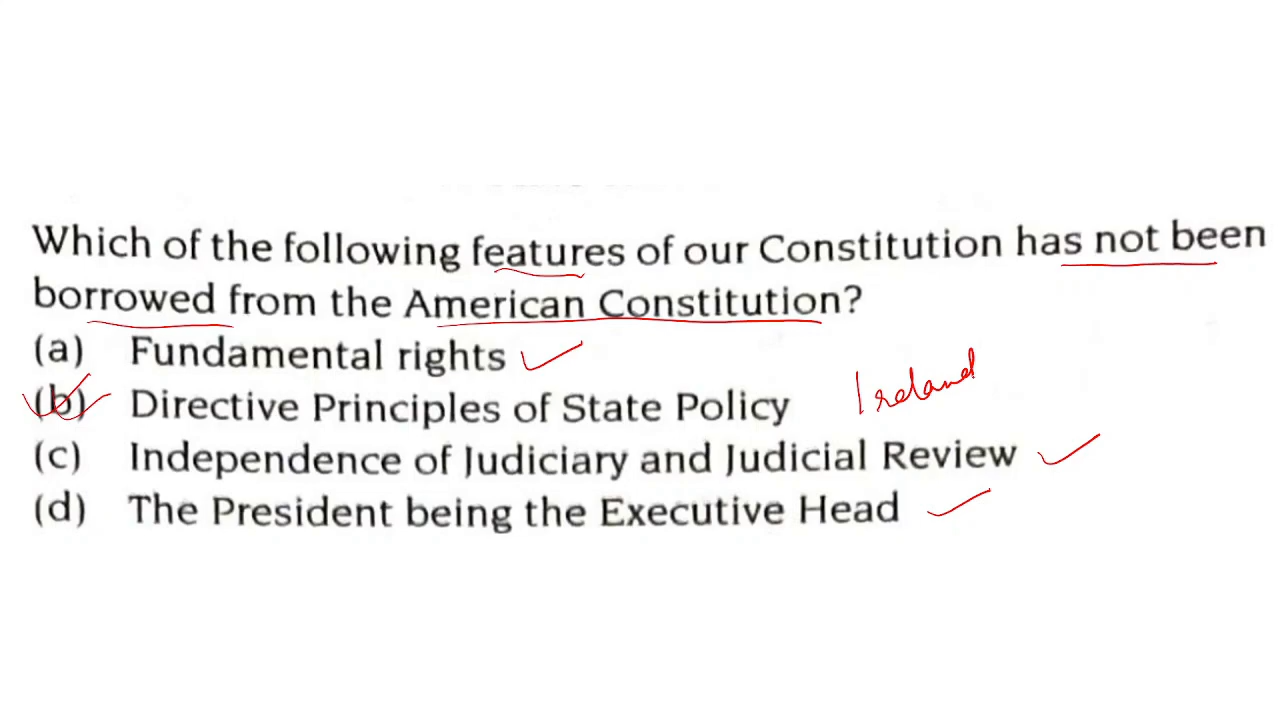 Which of the following features of our Constitution has not been
borrowed from the American Constitution?
(a) Fundamental rights
(b) Directive Principles of State Policy Ireland
(c) Independence of Judiciary and Judicial Review
(d) The President being the Executive Head